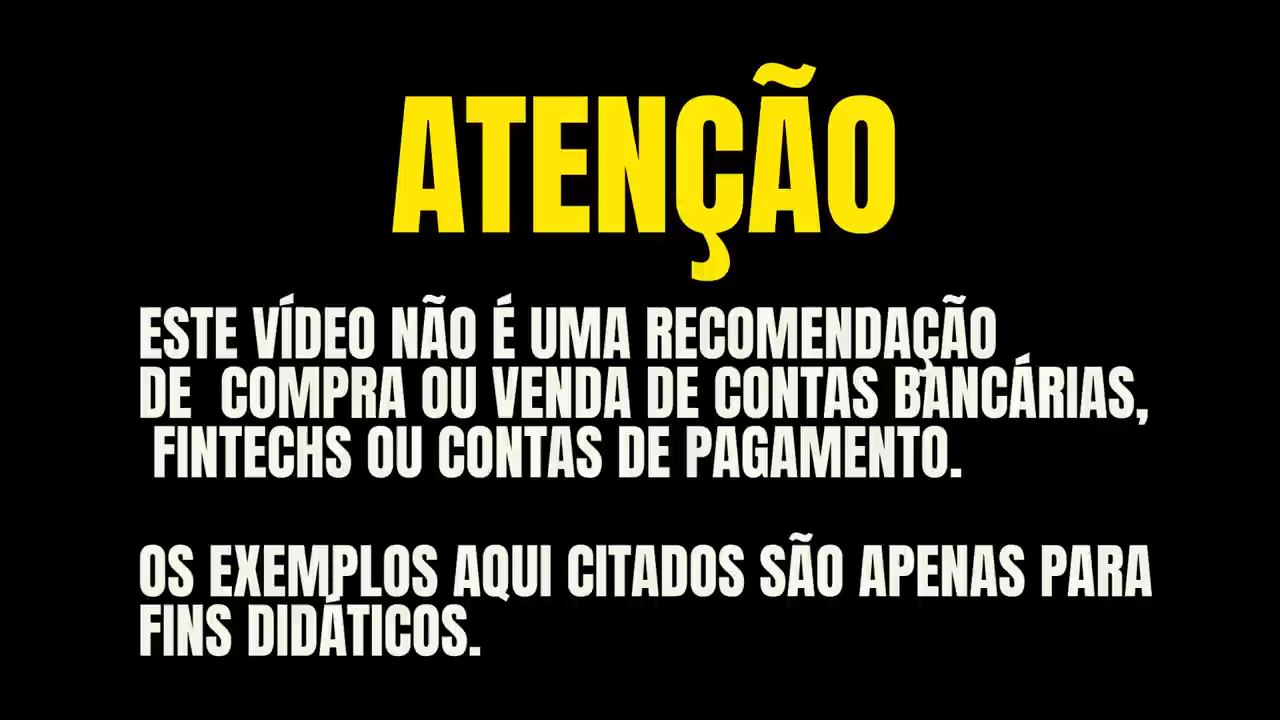 ATENÇÃO
ESTE VÍDEO NÃO É UMA RECOMENDAÇÃO
DE COMPRA OU VENDA DE CONTAS BANCÁRIAS,
FINTECHS OU CONTAS DE PAGAMENTO.
OS EXEMPLOS AQUI CITADOS SÃO APENAS PARA
FINS DIDÁTICOS.